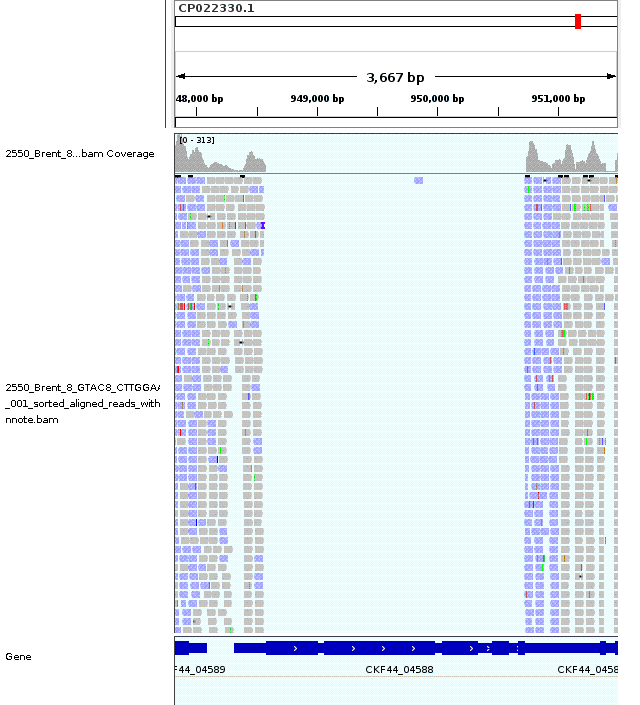 CP022330.1
3,667 bp
48,000 bp 949,000 bp 950,000 bp 951,000 bp
[0 - 313]
2550_Brent_8...bam Coverage
2550_Brent_8_GTAC8_CTTGGAA
_001_sorted_aligned_reads_with
nnote.bam
Gene
F44_04589 CKF44_04588 CKF44_0458